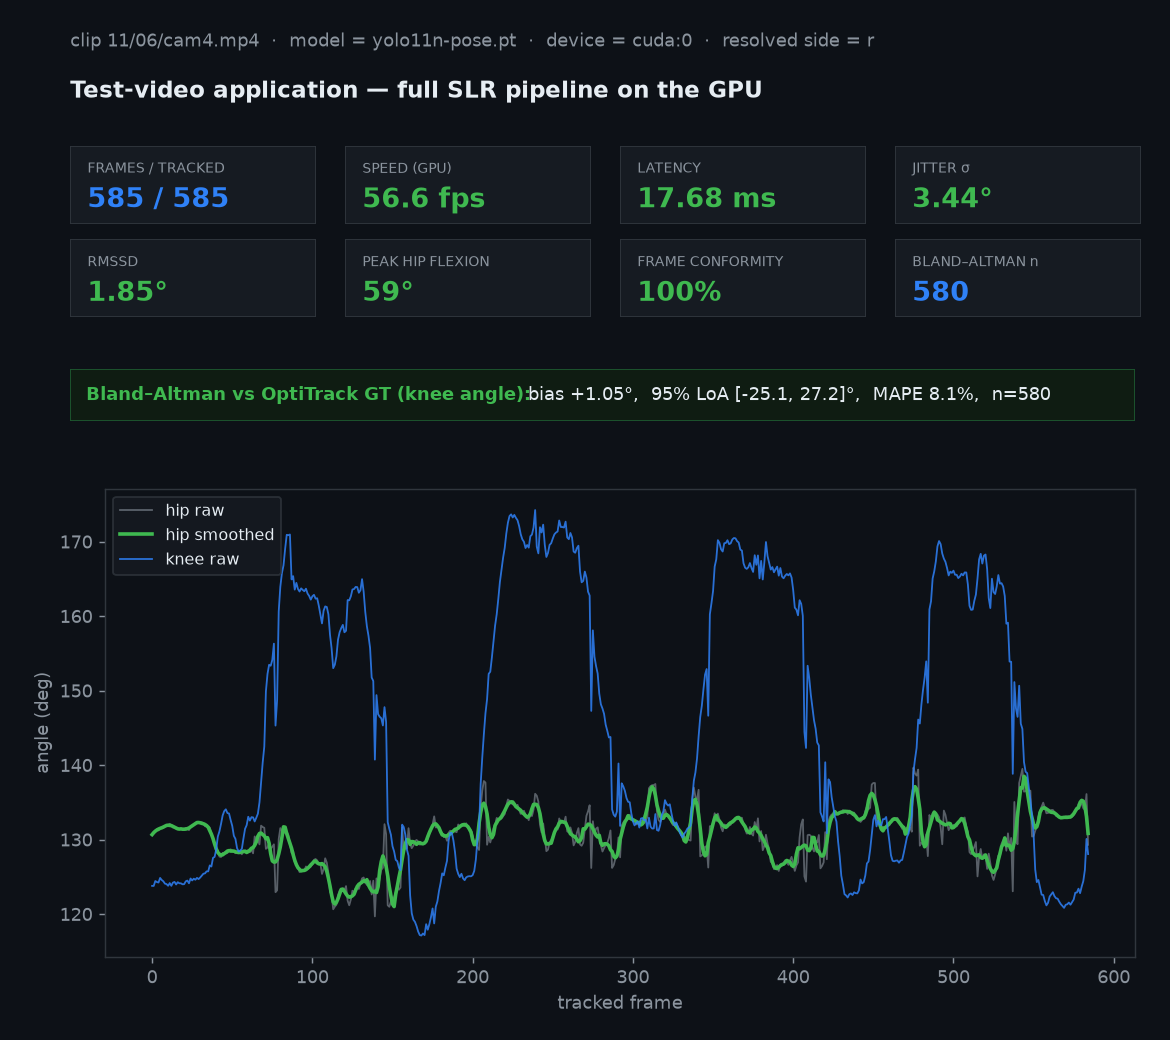 clip 11/06/cam4.mp4 · model = yolo11n-pose.pt · device = cuda:0 · resolved side = r
Test-video application — full SLR pipeline on the GPU
FRAMES / TRACKED
585 / 585
SPEED (GPU)
56.6 fps
LATENCY
17.68 ms
JITTER σ
3.44°
RMSSD
1.85°
PEAK HIP FLEXION
59°
FRAME CONFORMITY
100%
BLAND–ALTMAN n
580
Bland–Altman vs OptiTrack GT (knee angle): bias +1.05°, 95% LoA [-25.1, 27.2]°, MAPE 8.1%, n=580
hip raw
hip smoothed
knee raw
170
160
150
140
130
120
angle (deg)
0 100 200 300 400 500 600
tracked frame